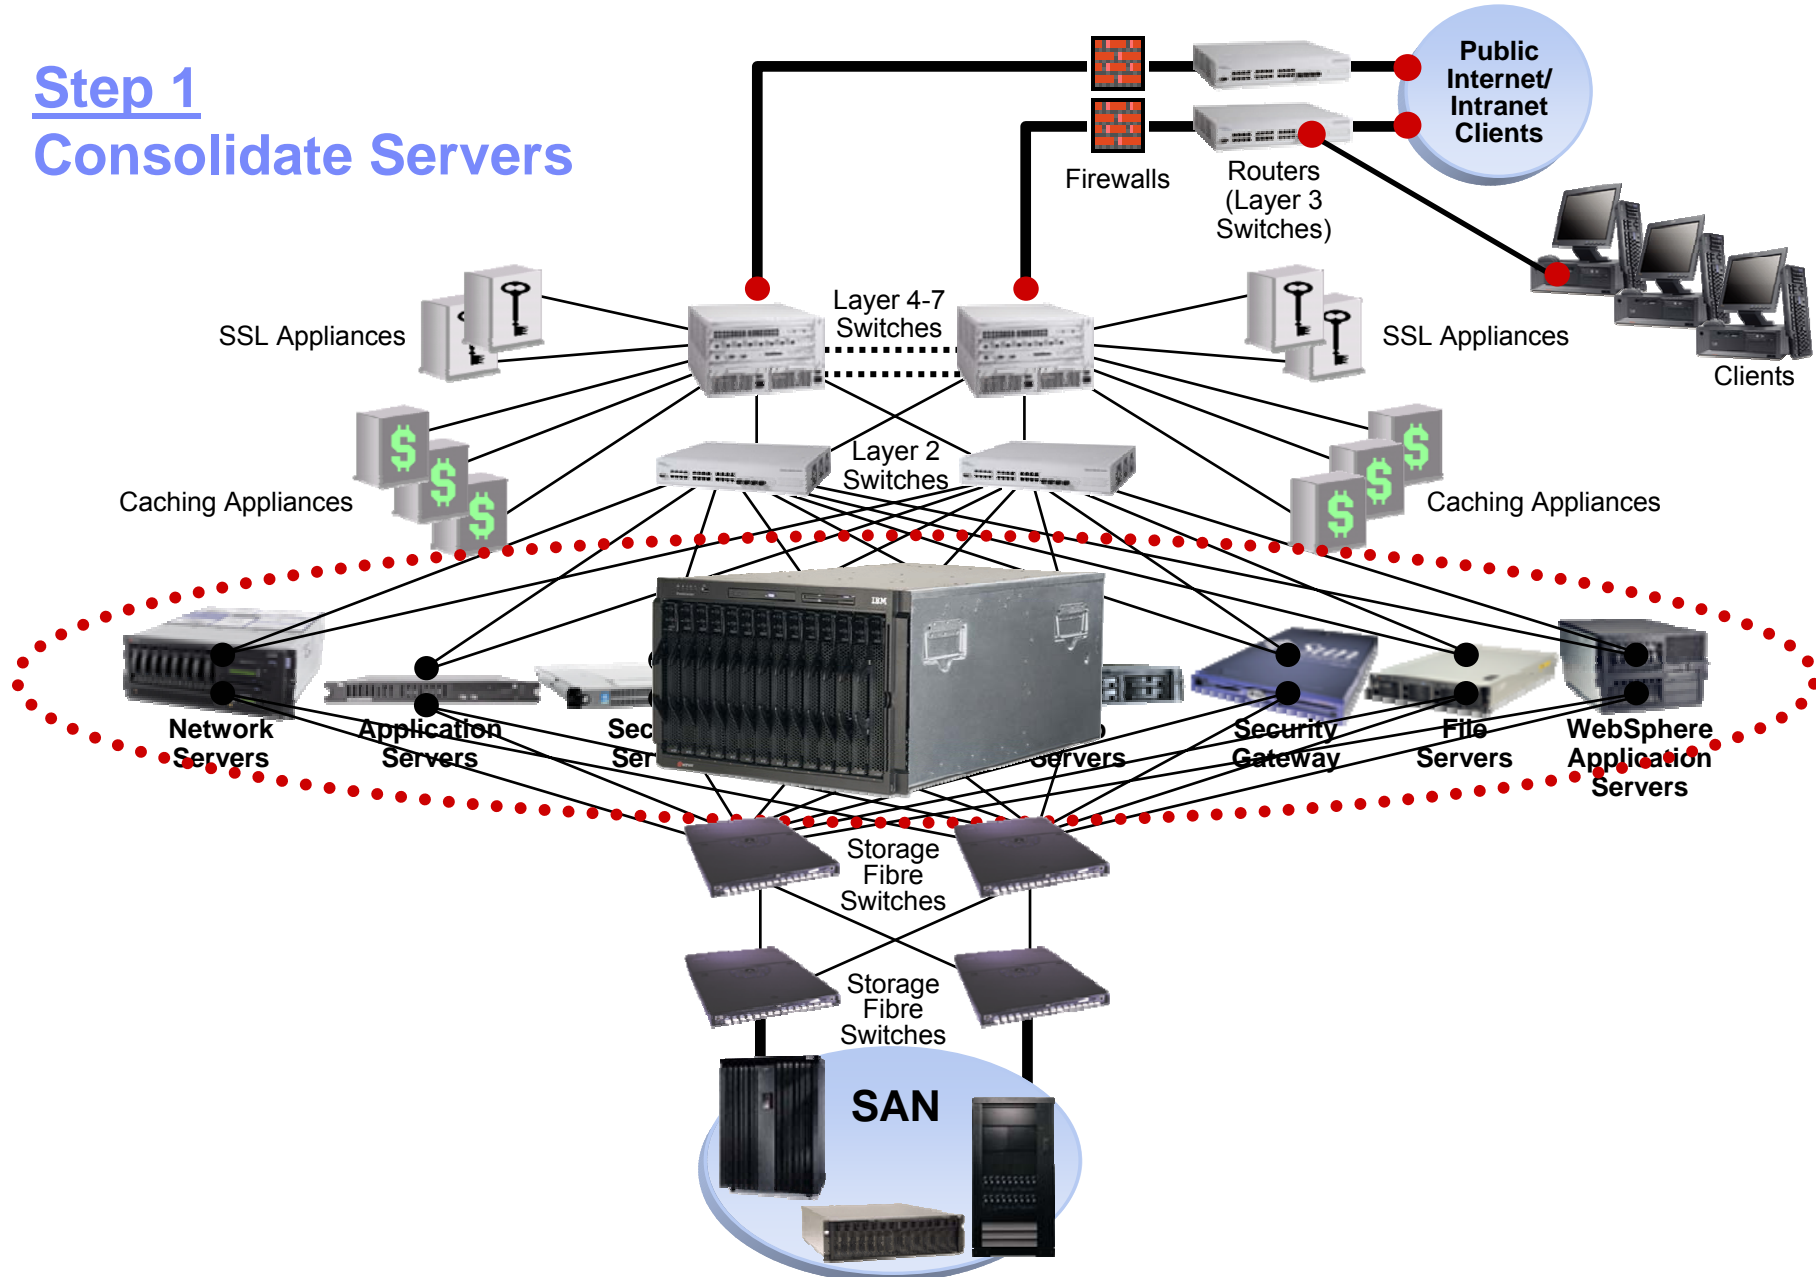 Step 1
Consolidate Servers
Public
Internet/
Intranet
Clients
Firewalls
Routers
(Layer 3
Switches)
SSL Appliances
Layer 4-7
Switches
SSL Appliances
Clients
Layer 2
Switches
Caching Appliances
Caching Appliances
IBM
Network
Servers
Application
Servers
Servers
Security
Gateway
File
Servers
WebSphere
Application
Servers
Storage
Fibre
Switches
Storage
Fibre
Switches
SAN